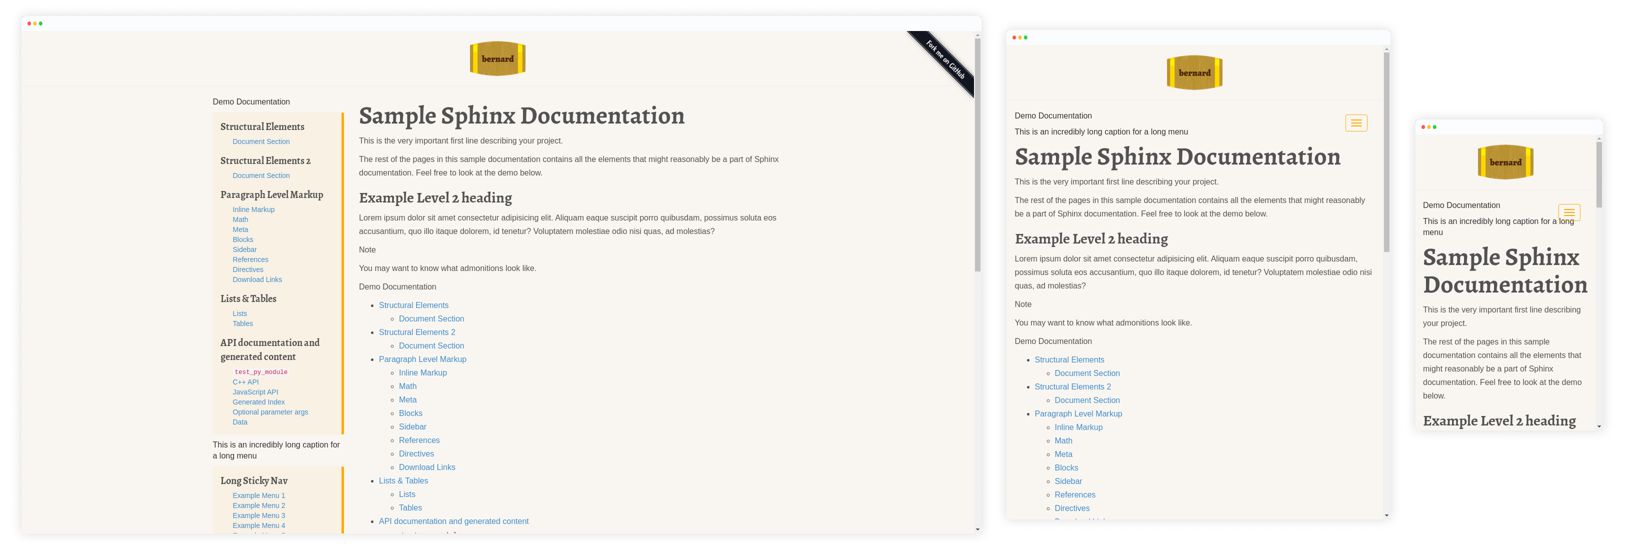 bernard
Fork me on GitHub
Demo Documentation
Structural Elements
Document Section
Structural Elements 2
Document Section
Paragraph Level Markup
Inline Markup
Math
Meta
Blocks
Sidebar
References
Directives
Download Links
Lists & Tables
Lists
Tables
API documentation and
generated content
test_py_module
C++ API
JavaScript API
Generated Index
Optional parameter args
Data
This is an incredibly long caption for
a long menu
Long Sticky Nav
Example Menu 1
Example Menu 2
Example Menu 3
Example Menu 4
Sample Sphinx Documentation
This is the very important first line describing your project.
The rest of the pages in this sample documentation contains all the elements that might reasonably be a part of Sphinx
documentation. Feel free to look at the demo below.
Example Level 2 heading
Lorem ipsum dolor sit amet consectetur adipisicing elit. Aliquam eaque suscipit porro quibusdam, possimus soluta eos
accusantium, quo illo itaque dolorem, id tenetur? Voluptatem molestiae odio nisi quas, ad molestias?
Note
You may want to know what admonitions look like.
Demo Documentation
Structural Elements
Document Section
Structural Elements 2
Document Section
Paragraph Level Markup
Inline Markup
Math
Meta
Blocks
Sidebar
References
Directives
Download Links
Lists & Tables
Lists
Tables
API documentation and generated content
bernard
Demo Documentation
This is an incredibly long caption for a long menu
Sample Sphinx Documentation
This is the very important first line describing your project.
The rest of the pages in this sample documentation contains all the elements that might reasonably
be a part of Sphinx documentation. Feel free to look at the demo below.
Example Level 2 heading
Lorem ipsum dolor sit amet consectetur adipisicing elit. Aliquam eaque suscipit porro quibusdam,
possimus soluta eos accusantium, quo illo itaque dolorem, id tenetur? Voluptatem molestiae odio nisi
quas, ad molestias?
Note
You may want to know what admonitions look like.
Demo Documentation
Structural Elements
Document Section
Structural Elements 2
Document Section
Paragraph Level Markup
Inline Markup
Math
Meta
Blocks
Sidebar
References
Directives
bernard
Demo Documentation
This is an incredibly long caption for a long
menu
Sample Sphinx
Documentation
This is the very important first line describing
your project.
The rest of the pages in this sample
documentation contains all the elements that
might reasonably be a part of Sphinx
documentation. Feel free to look at the demo
below.
Example Level 2 heading